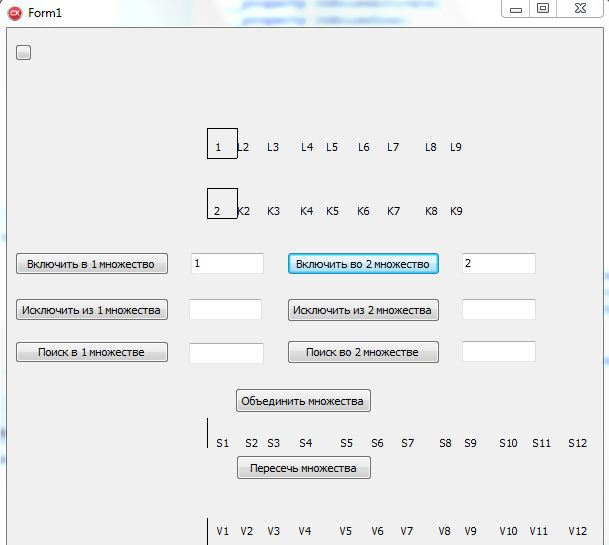 Form1
1 L2 L3 L4 L5 L6 L7 L8 L9
2 K2 K3 K4 K5 K6 K7 K8 K9
Включить в 1 множество 1 Включить во 2 множество 2
Исключить из 1 множества Исключить из 2 множества
Поиск в 1 множестве Поиск во 2 множестве
Объединить множества
S1 S2 S3 S4 S5 S6 S7 S8 S9 S10 S11 S12
Пересечь множества
V1 V2 V3 V4 V5 V6 V7 V8 V9 V10 V11 V12